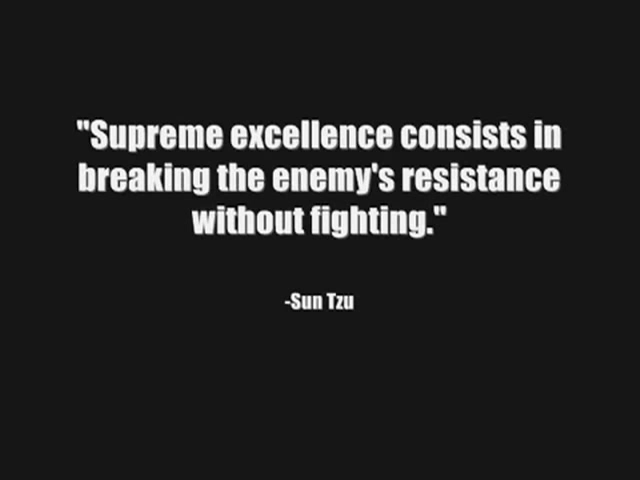 "Supreme excellence consists in
breaking the enemy's resistance
without fighting."
-Sun Tzu